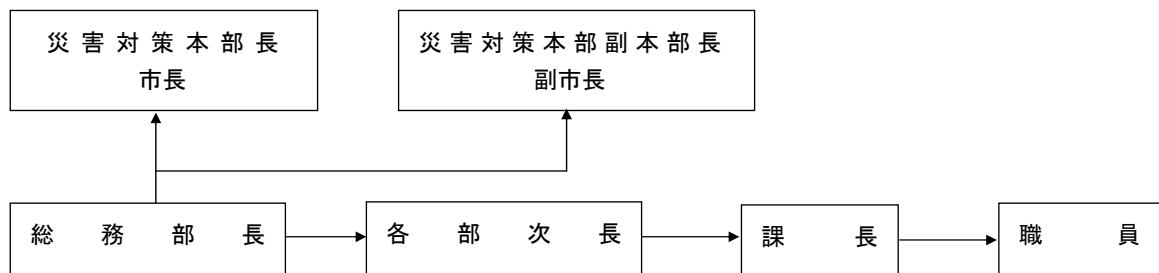 災害対策本部長
市長
災害対策本部副本部長
副市長
総務部長
各部次長
課長
職員